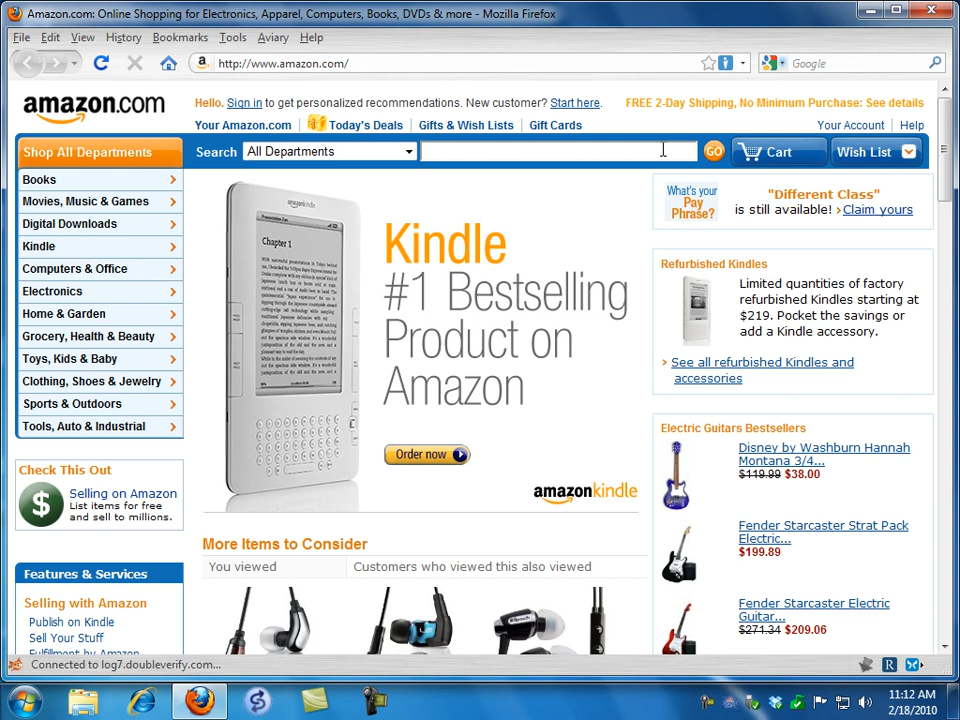 Amazon.com: Online Shopping for Electronics, Apparel, Computers, Books, DVDs & more - Mozilla Firefox
File Edit View History Bookmarks Tools Aviary Help
http://www.amazon.com/
Google
amazon.com
Hello. Sign in to get personalized recommendations. New customer? Start here.
FREE 2-Day Shipping, No Minimum Purchase: See details
Your Amazon.com
Today's Deals
Gifts & Wish Lists
Gift Cards
Your Account
Help
Shop All Departments
Search
All Departments
GO
Cart
Wish List
Books
Movies, Music & Games
Digital Downloads
Kindle
Computers & Office
Electronics
Home & Garden
Grocery, Health & Beauty
Toys, Kids & Baby
Clothing, Shoes & Jewelry
Sports & Outdoors
Tools, Auto & Industrial
Check This Out
Selling on Amazon
List items for free
and sell to millions.
Features & Services
Selling with Amazon
Publish on Kindle
Sell Your Stuff
Fulfillment by Amazon
amazonkindle
Chapter 1
Kindle
#1 Bestselling
Product on
Amazon
Order now
amazonkindle
More Items to Consider
You viewed
Customers who viewed this also viewed
Klipsch
What's your
Pay
Phrase?
"Different Class"
is still available! › Claim yours
Refurbished Kindles
Limited quantities of factory
refurbished Kindles starting at
$219. Pocket the savings or
add a Kindle accessory.
› See all refurbished Kindles and
accessories
Electric Guitars Bestsellers
Disney by Washburn Hannah
Montana 3/4...
$119.99 $38.00
Fender Starcaster Strat Pack
Electric...
$199.89
Fender Starcaster Electric
Guitar...
$271.34 $209.06
Connected to log7.doubleverify.com...
11:12 AM
2/18/2010